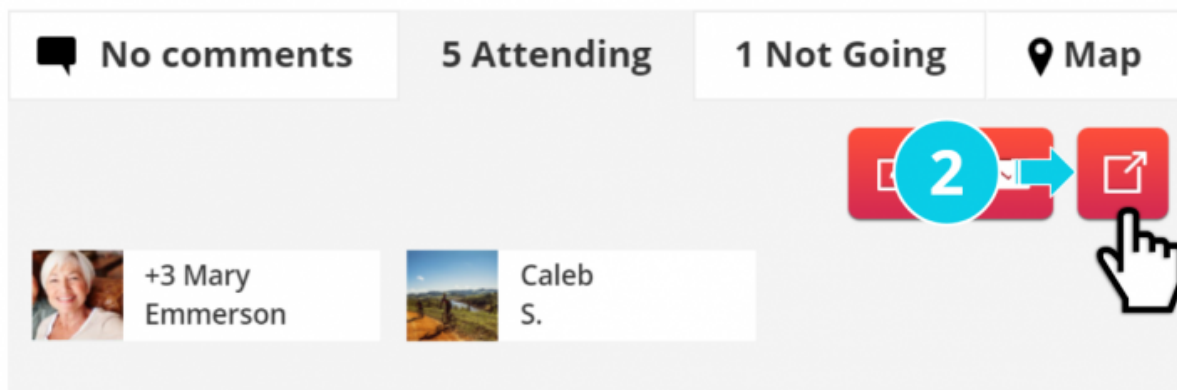 No comments
5 Attending
1 Not Going
Map
2
+3 Mary
Emmerson
Caleb
S.